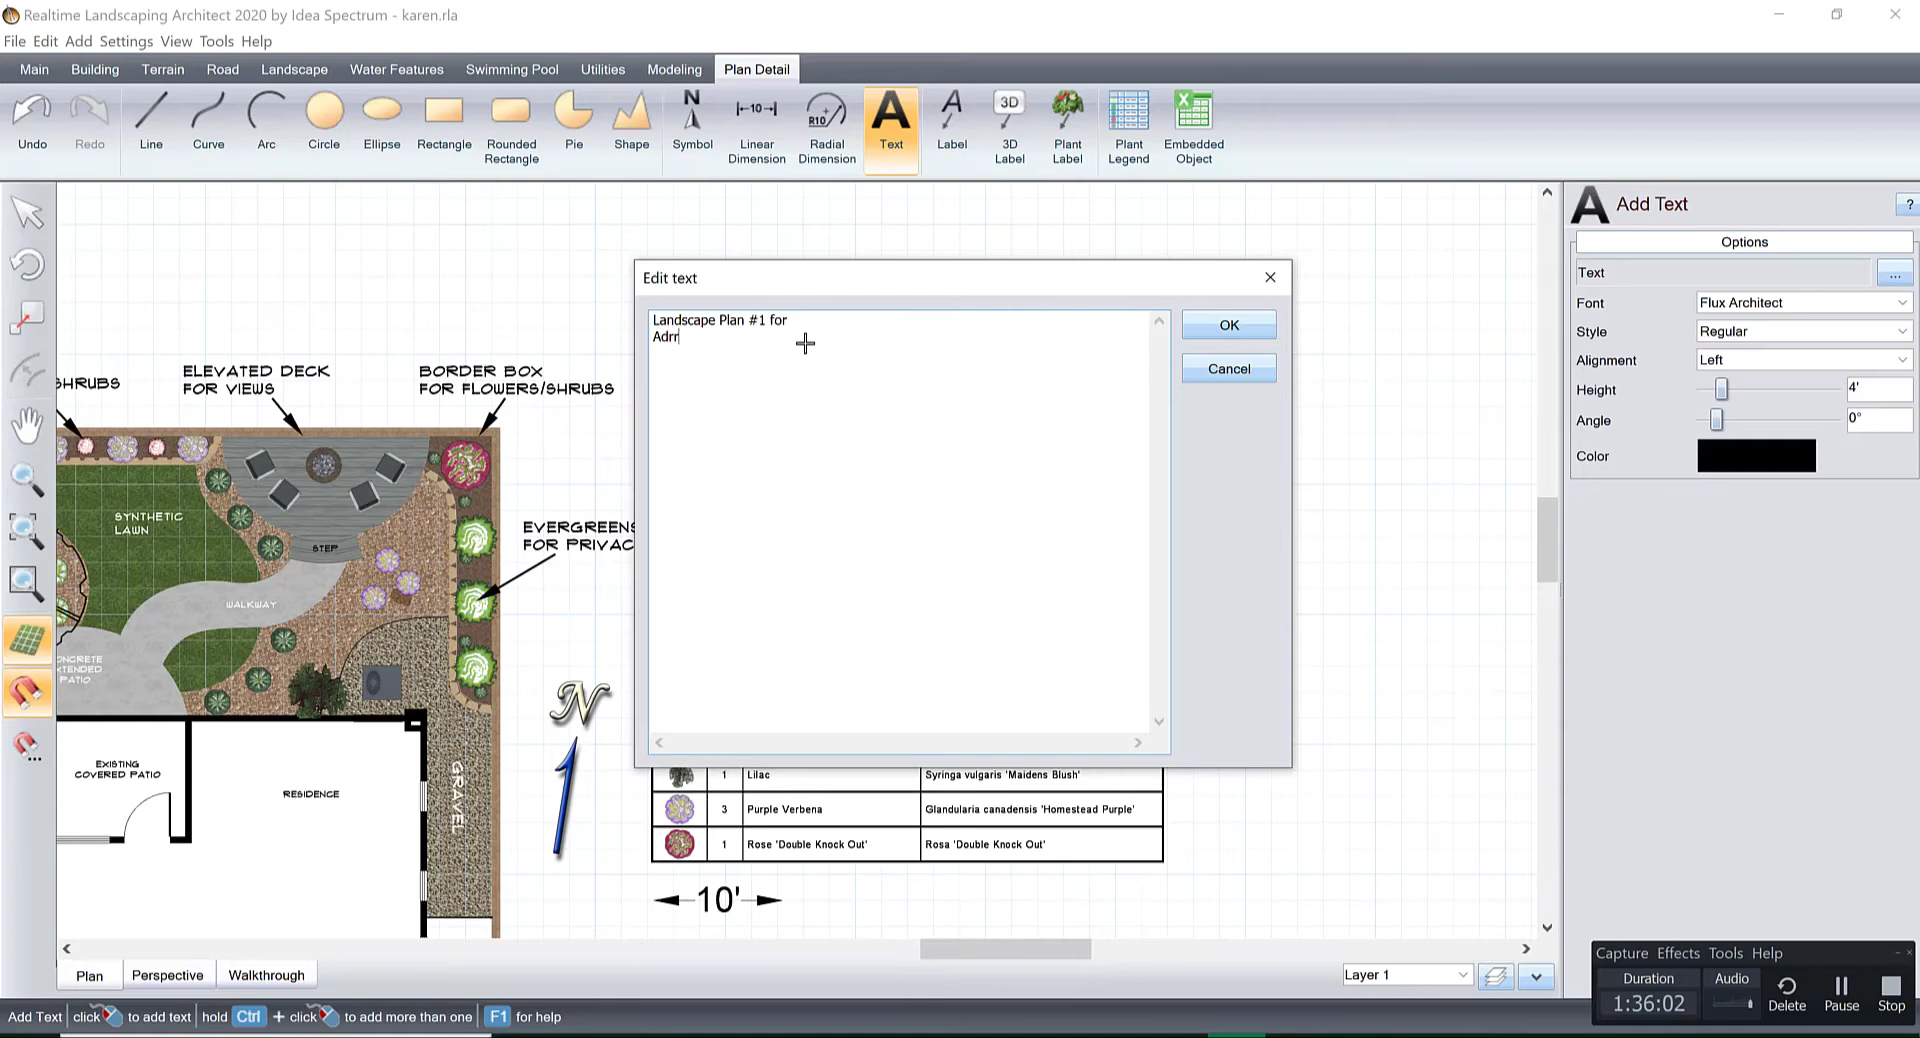 Realtime Landscaping Architect 2020 by Idea Spectrum - karen.rla
File Edit Add Settings View Tools Help
Main Building Terrain Road Landscape Water Features Swimming Pool Utilities Modeling Plan Detail
N
←10→
R10
A
A
3D
X
Undo Redo Line Curve Arc Circle Ellipse Rectangle Rounded Rectangle Pie Shape Symbol Linear Dimension Radial Dimension Text Label 3D Label Plant Label Plant Legend Embedded Object
A Add Text ?
Options
Text ...
Font Flux Architect
Style Regular
Alignment Left
Height 4'
Angle 0°
Color
Edit text
Landscape Plan #1 for
Adrr
OK
Cancel
SHRUBS
ELEVATED DECK
FOR VIEWS
BORDER BOX
FOR FLOWERS/SHRUBS
SYNTHETIC
LAWN
STEP
EVERGREENS
FOR PRIVAC
WALKWAY
ONCRETE
XTENDED
PATIO
N
EXISTING
COVERED PATIO
RESIDENCE
GRAVEL
1 Lilac Syringa vulgaris 'Maidens Blush'
3 Purple Verbena Glandularia canadensis 'Homestead Purple'
1 Rose 'Double Knock Out' Rosa 'Double Knock Out'
10'
Plan Perspective Walkthrough
Layer 1
Capture Effects Tools Help
Duration Audio
1:36:02 Delete Pause Stop
Add Text click to add text hold Ctrl + click to add more than one F1 for help